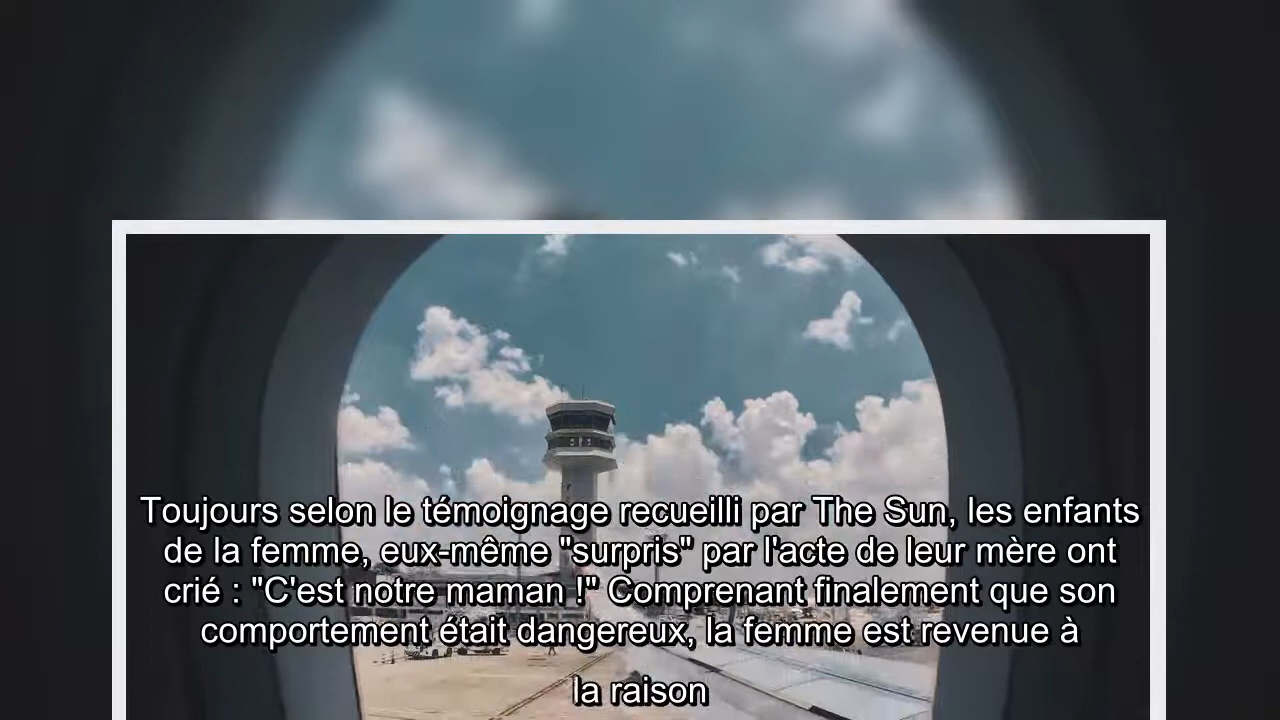 Toujours selon le témoignage recueilli par The Sun, les enfants
de la femme, eux-même "surpris" par l'acte de leur mère ont
crié : "C'est notre maman !" Comprenant finalement que son
comportement était dangereux, la femme est revenue à
la raison